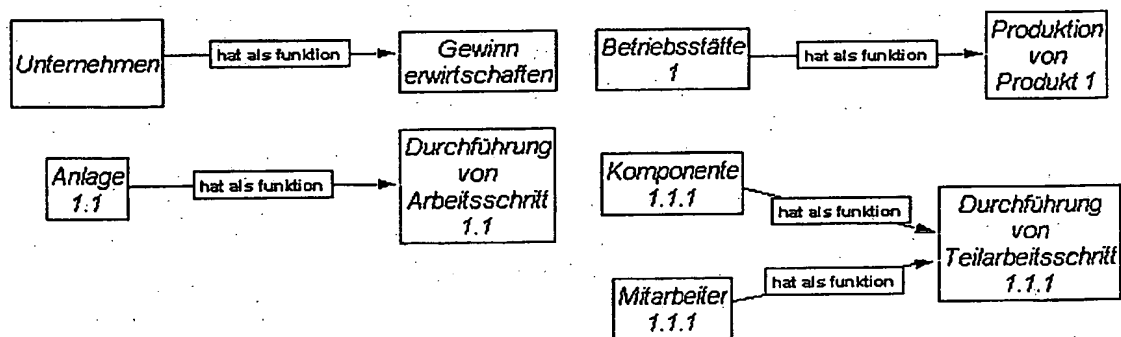 Unternehmen
hat als funktion
Gewinn
erwirtschaften
Betriebsstätte
1
hat als funktion
Produktion
von
Produkt 1
Anlage
1.1
hat als funktion
Durchführung
von
Arbeitsschritt
1.1
Komponente
1.1.1
hat als funktion
Mitarbeiter
1.1.1
hat als funktion
Durchführung
von
Teilarbeitsschritt
1.1.1